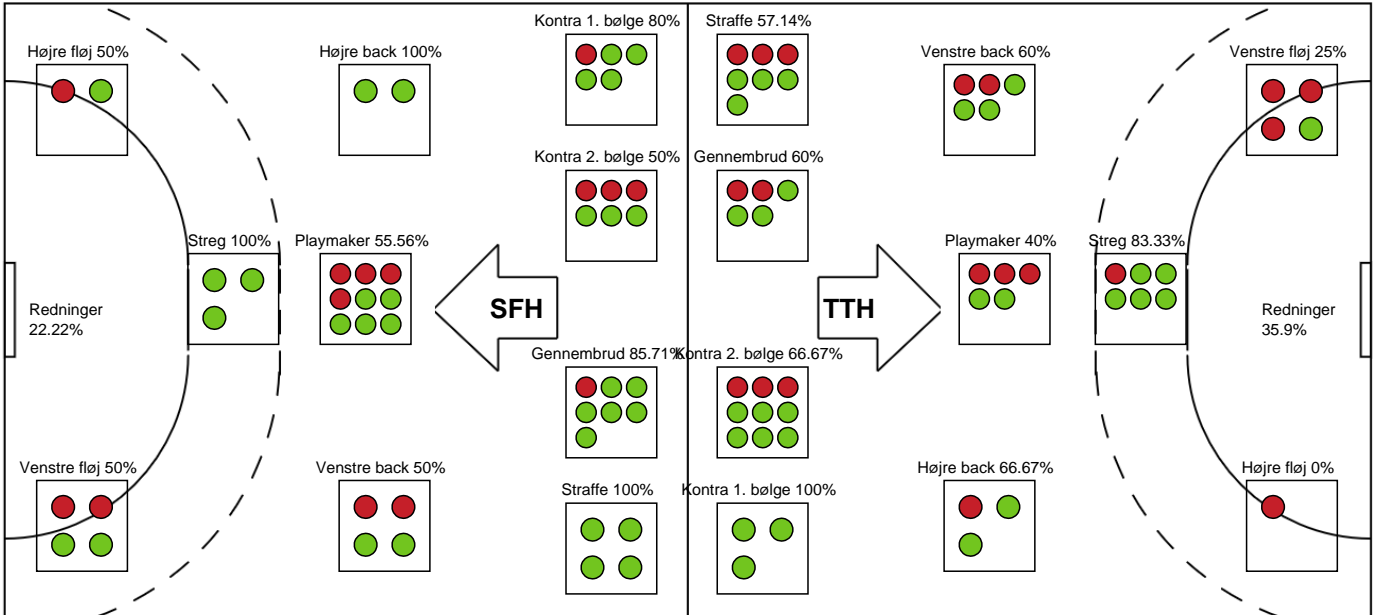 Kontra 1. bølge 80%
Straffe 57.14%
Højre fløj 50%
Højre back 100%
Venstre back 60%
Venstre fløj 25%
Kontra 2. bølge 50%
Gennembrud 60%
Streg 100%
Playmaker 55.56%
Playmaker 40%
Streg 83.33%
SFH
TTH
Redninger
22.22%
Redninger
35.9%
Gennembrud 85.71%
Kontra 2. bølge 66.67%
Venstre fløj 50%
Venstre back 50%
Højre back 66.67%
Højre fløj 0%
Straffe 100%
Kontra 1. bølge 100%